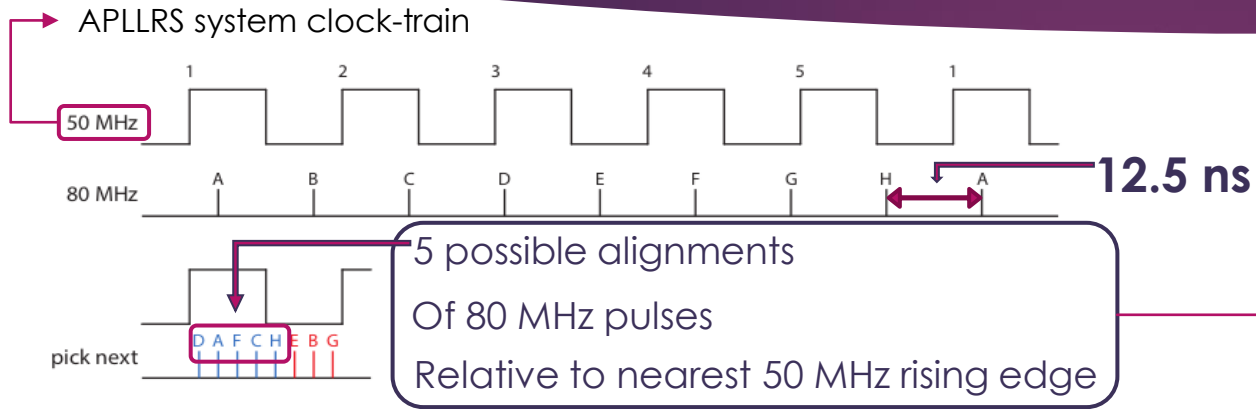 APLLRS system clock-train
1 2 3 4 5 1
50 MHz
A B C D E F G H A
80 MHz
12.5 ns
5 possible alignments
Of 80 MHz pulses
D A F C H E B G
pick next
Relative to nearest 50 MHz rising edge